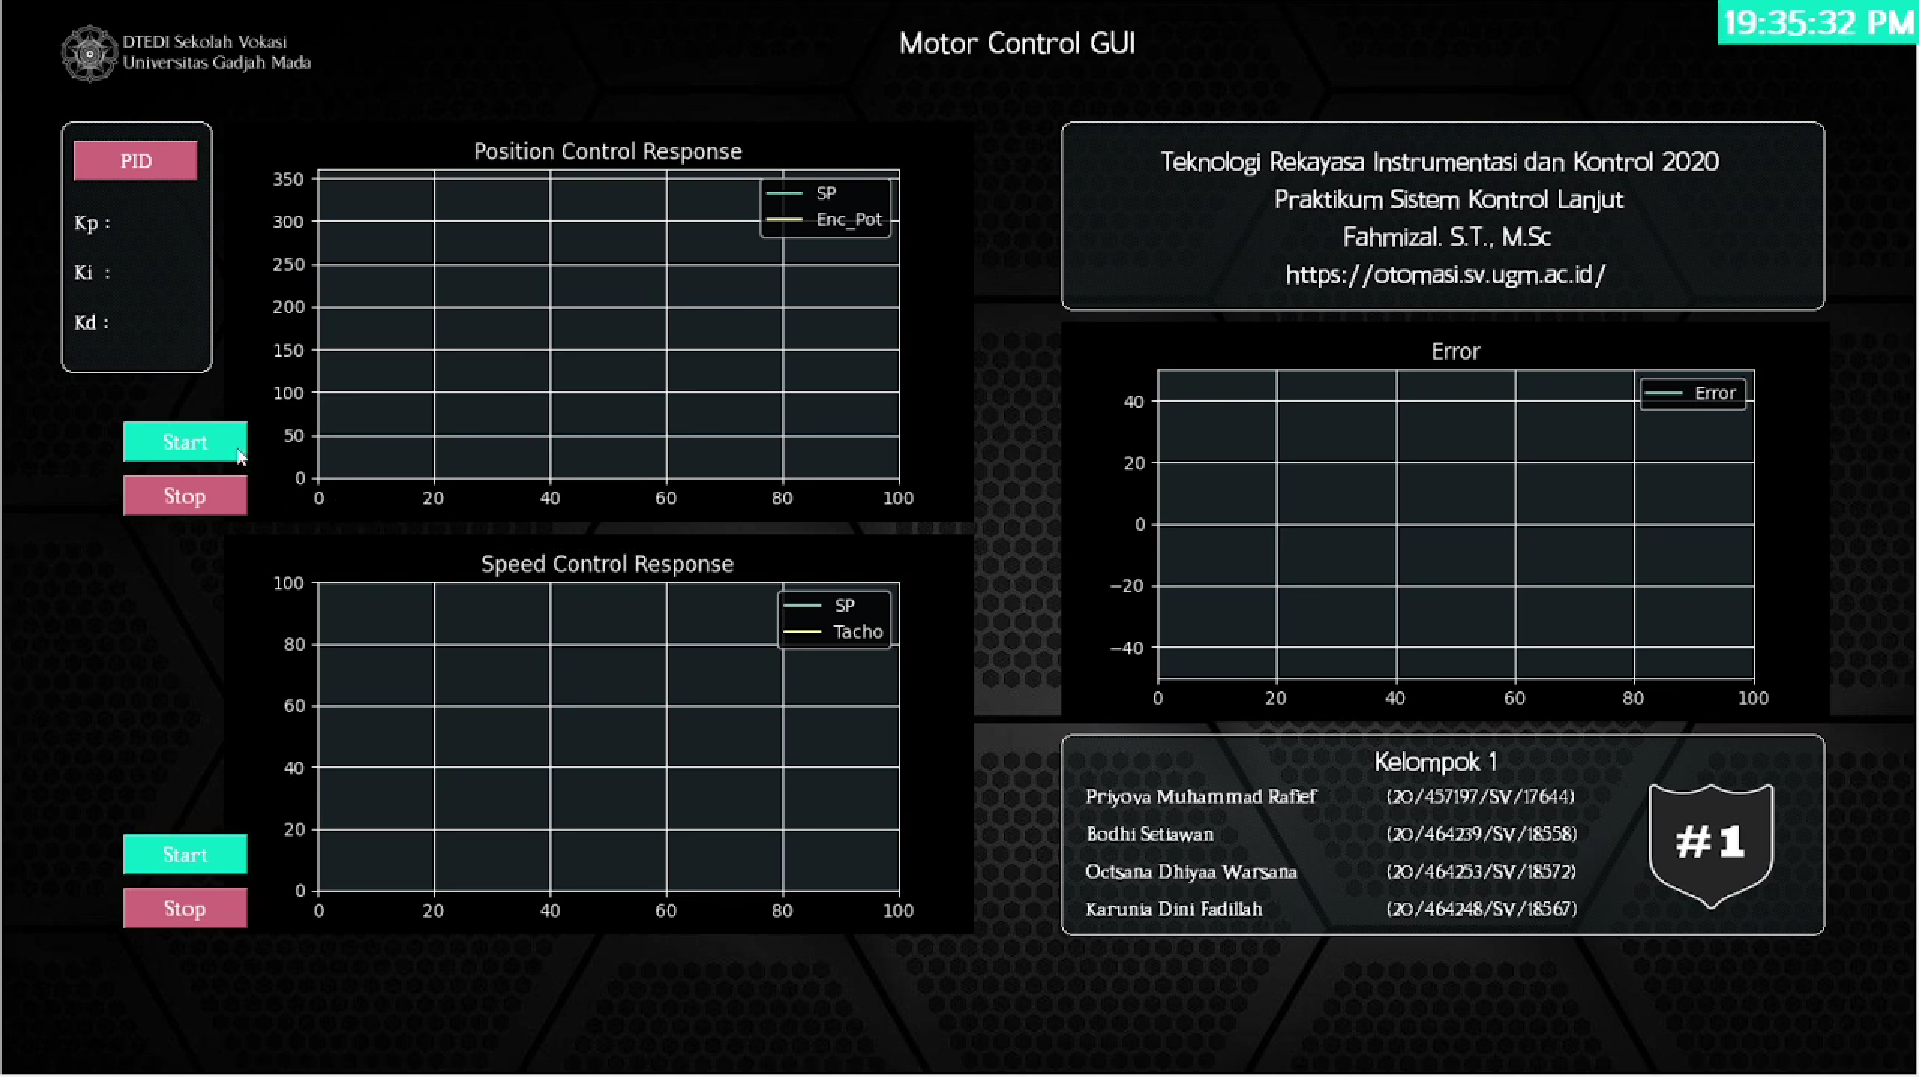 19:35:32 PM
DTEDI Sekolah Vokasi
Universitas Gadjah Mada
Motor Control GUI
PID
Kp :
Ki :
Kd :
Start
Stop
Position Control Response
350
300
250
200
150
100
50
0
0 20 40 60 80 100
SP
Enc_Pot
Teknologi Rekayasa Instrumentasi dan Kontrol 2020
Praktikum Sistem Kontrol Lanjut
Fahmizal. S.T., M.Sc
https://otomasi.sv.ugm.ac.id/
Speed Control Response
100
80
60
40
20
0
0 20 40 60 80 100
SP
Tacho
Start
Stop
Error
40
20
0
−20
−40
0 20 40 60 80 100
Error
Kelompok 1
Priyova Muhammad Rafief (20/457197/SV/17644)
Bodhi Setiawan (20/464239/SV/18558)
Octsana Dhiyaa Warsana (20/464253/SV/18572)
Karunia Dini Fadillah (20/464248/SV/18567)
#1